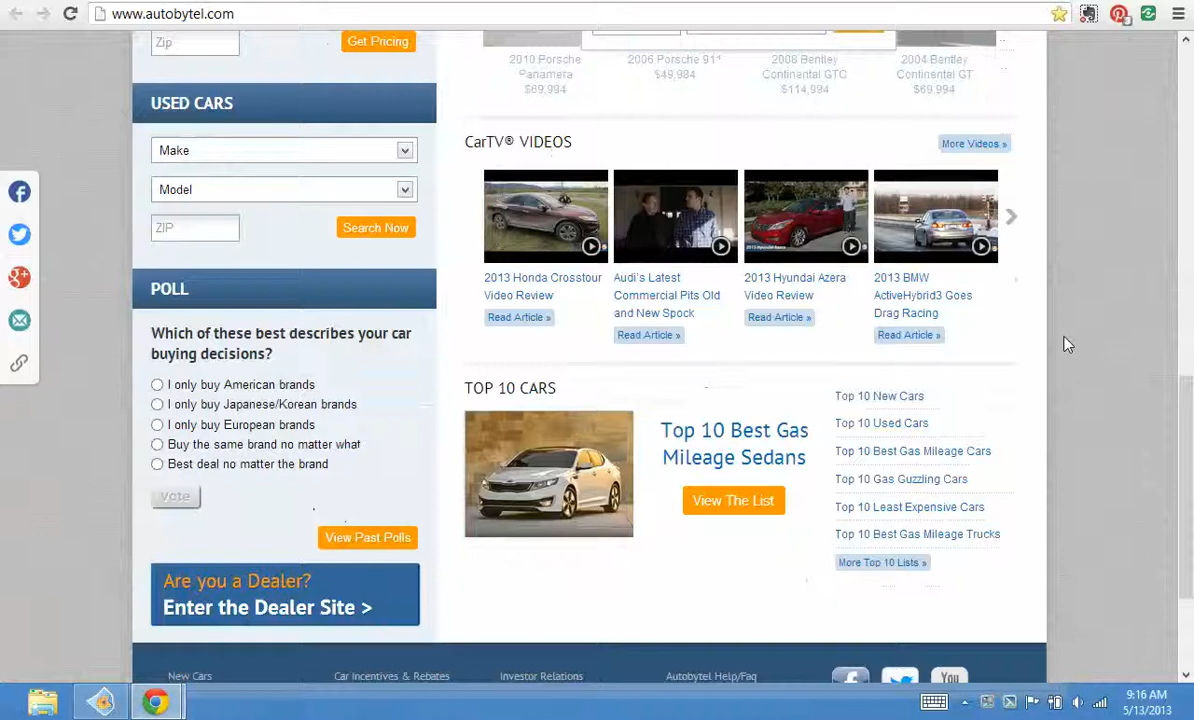 www.autobytel.com
Zip
Get Pricing
USED CARS
Make
Model
ZIP
Search Now
POLL
Which of these best describes your car
buying decisions?
I only buy American brands
I only buy Japanese/Korean brands
I only buy European brands
Buy the same brand no matter what
Best deal no matter the brand
Vote
View Past Polls
Are you a Dealer?
Enter the Dealer Site >
2010 Porsche
Panamera
$69,994
2006 Porsche 911
$49,984
2008 Bentley
Continental GTC
$114,994
2004 Bentley
Continental GT
$69,994
CarTV® VIDEOS
More Videos »
2013 Honda Crosstour
Video Review
Read Article »
Audi's Latest
Commercial Pits Old
and New Spock
Read Article »
2013 Hyundai Azera
Video Review
Read Article »
2013 BMW
ActiveHybrid3 Goes
Drag Racing
Read Article »
TOP 10 CARS
Top 10 Best Gas
Mileage Sedans
View The List
Top 10 New Cars
Top 10 Used Cars
Top 10 Best Gas Mileage Cars
Top 10 Gas Guzzling Cars
Top 10 Least Expensive Cars
Top 10 Best Gas Mileage Trucks
More Top 10 Lists »
New Cars
Car Incentives & Rebates
Investor Relations
Autobytel Help/Faq
You
9:16 AM
5/13/2013